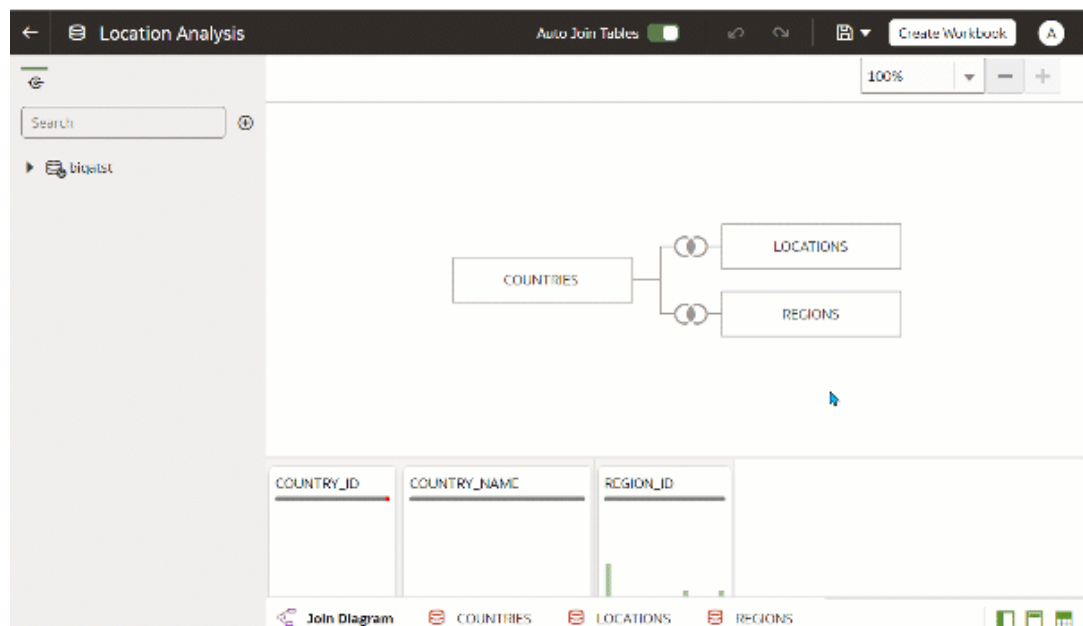 Location Analysis
Auto Join Tables
Create Workbook
A
100%
Search
biqatst
LOCATIONS
COUNTRIES
REGIONS
COUNTRY_ID
COUNTRY_NAME
REGION_ID
Join Diagram
COUNTRIES
LOCATIONS
REGIONS